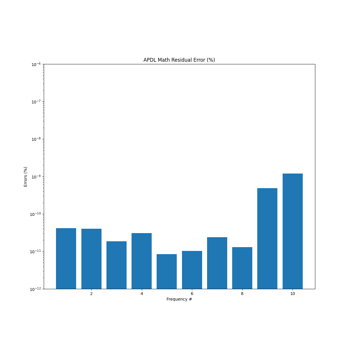 APDL Math Residual Error (%)
10⁻⁶
10⁻⁷
10⁻⁸
10⁻⁹
10⁻¹⁰
10⁻¹¹
10⁻¹²
Errors (%)
2 4 6 8 10
Frequency #